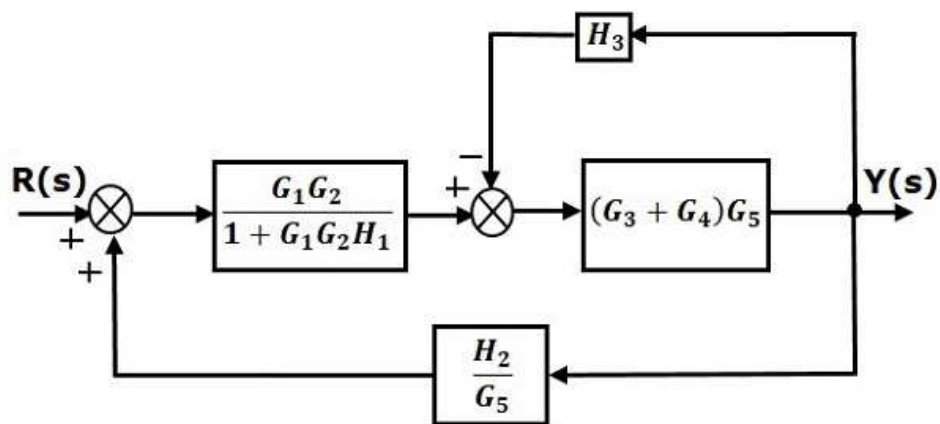 H₃
−
R(s)
G₁G₂
1 + G₁G₂H₁
+
(G₃ + G₄)G₅
Y(s)
+
+
H₂
G₅